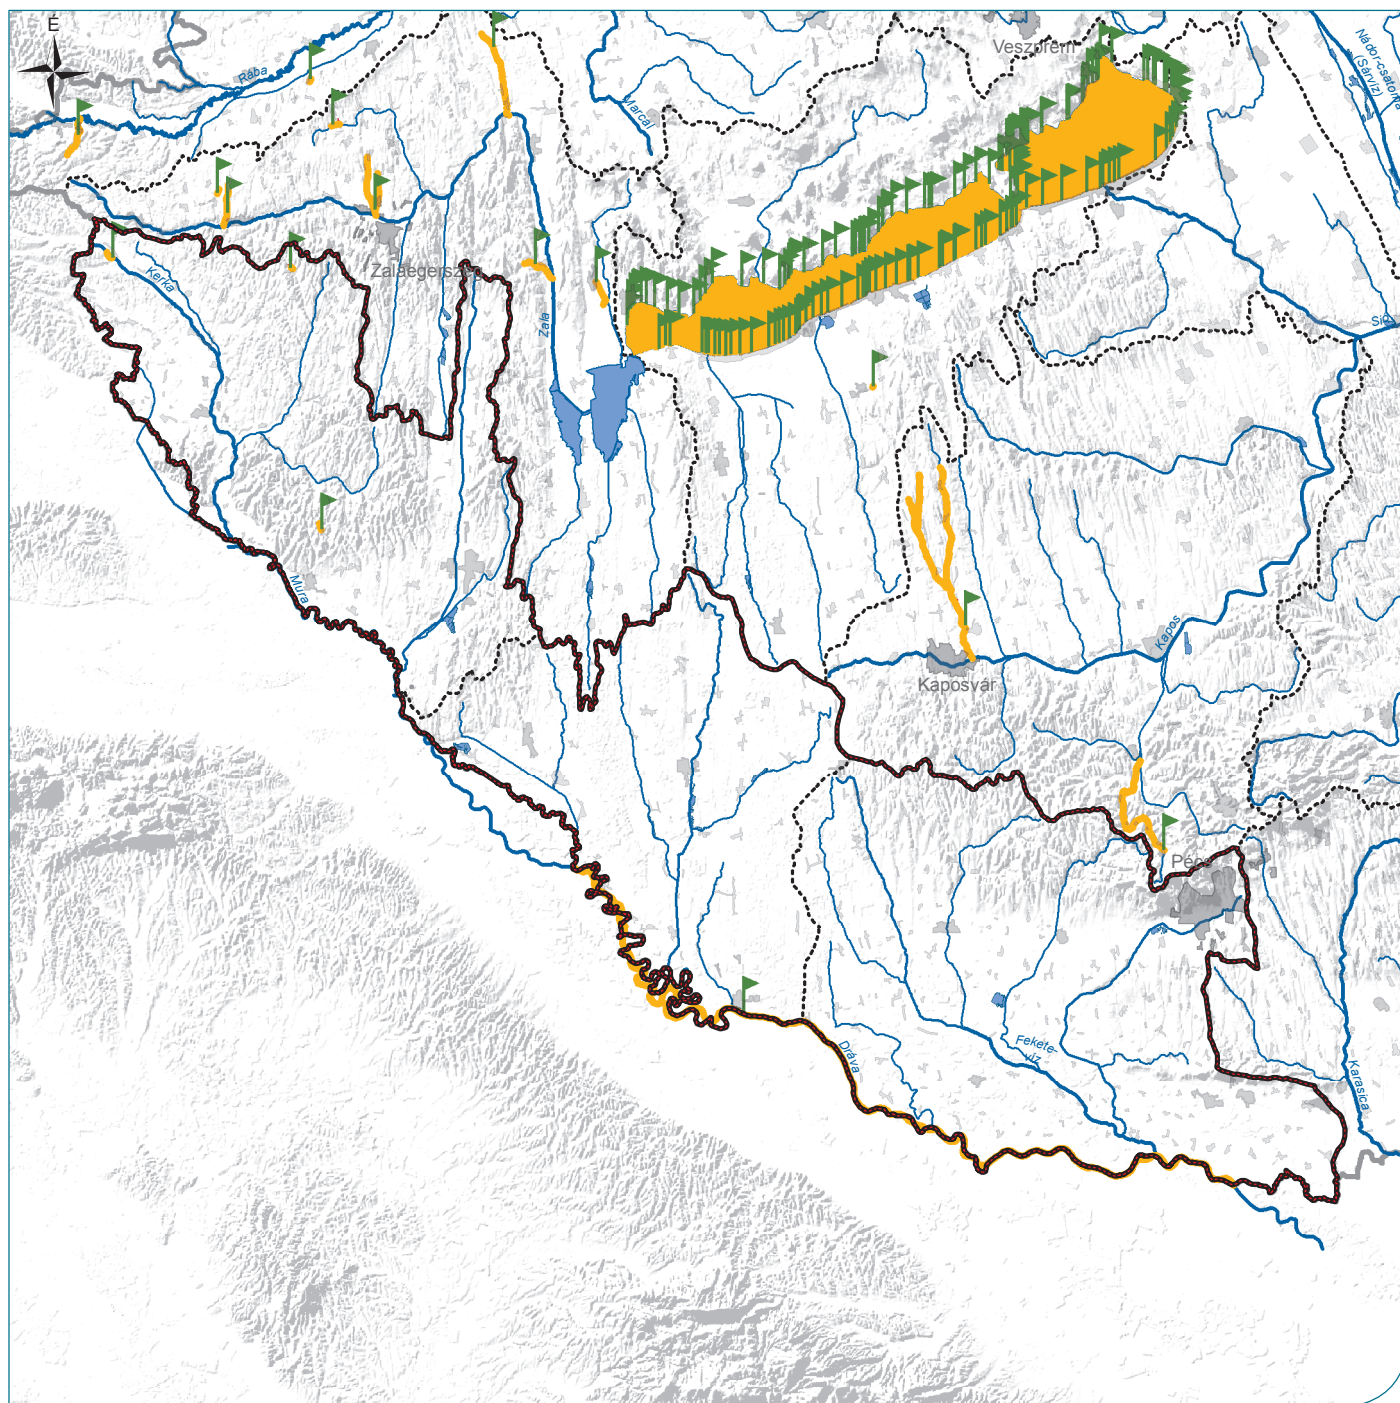 É
Veszprém
Nádor-csatorna
(Sárvíz)
Rába
Marcal
Zalaegerszeg
Kerka
Zala
Sió
Mura
Kapos
Kaposvár
Pécs
Dráva
Fekete-
víz
Karasica